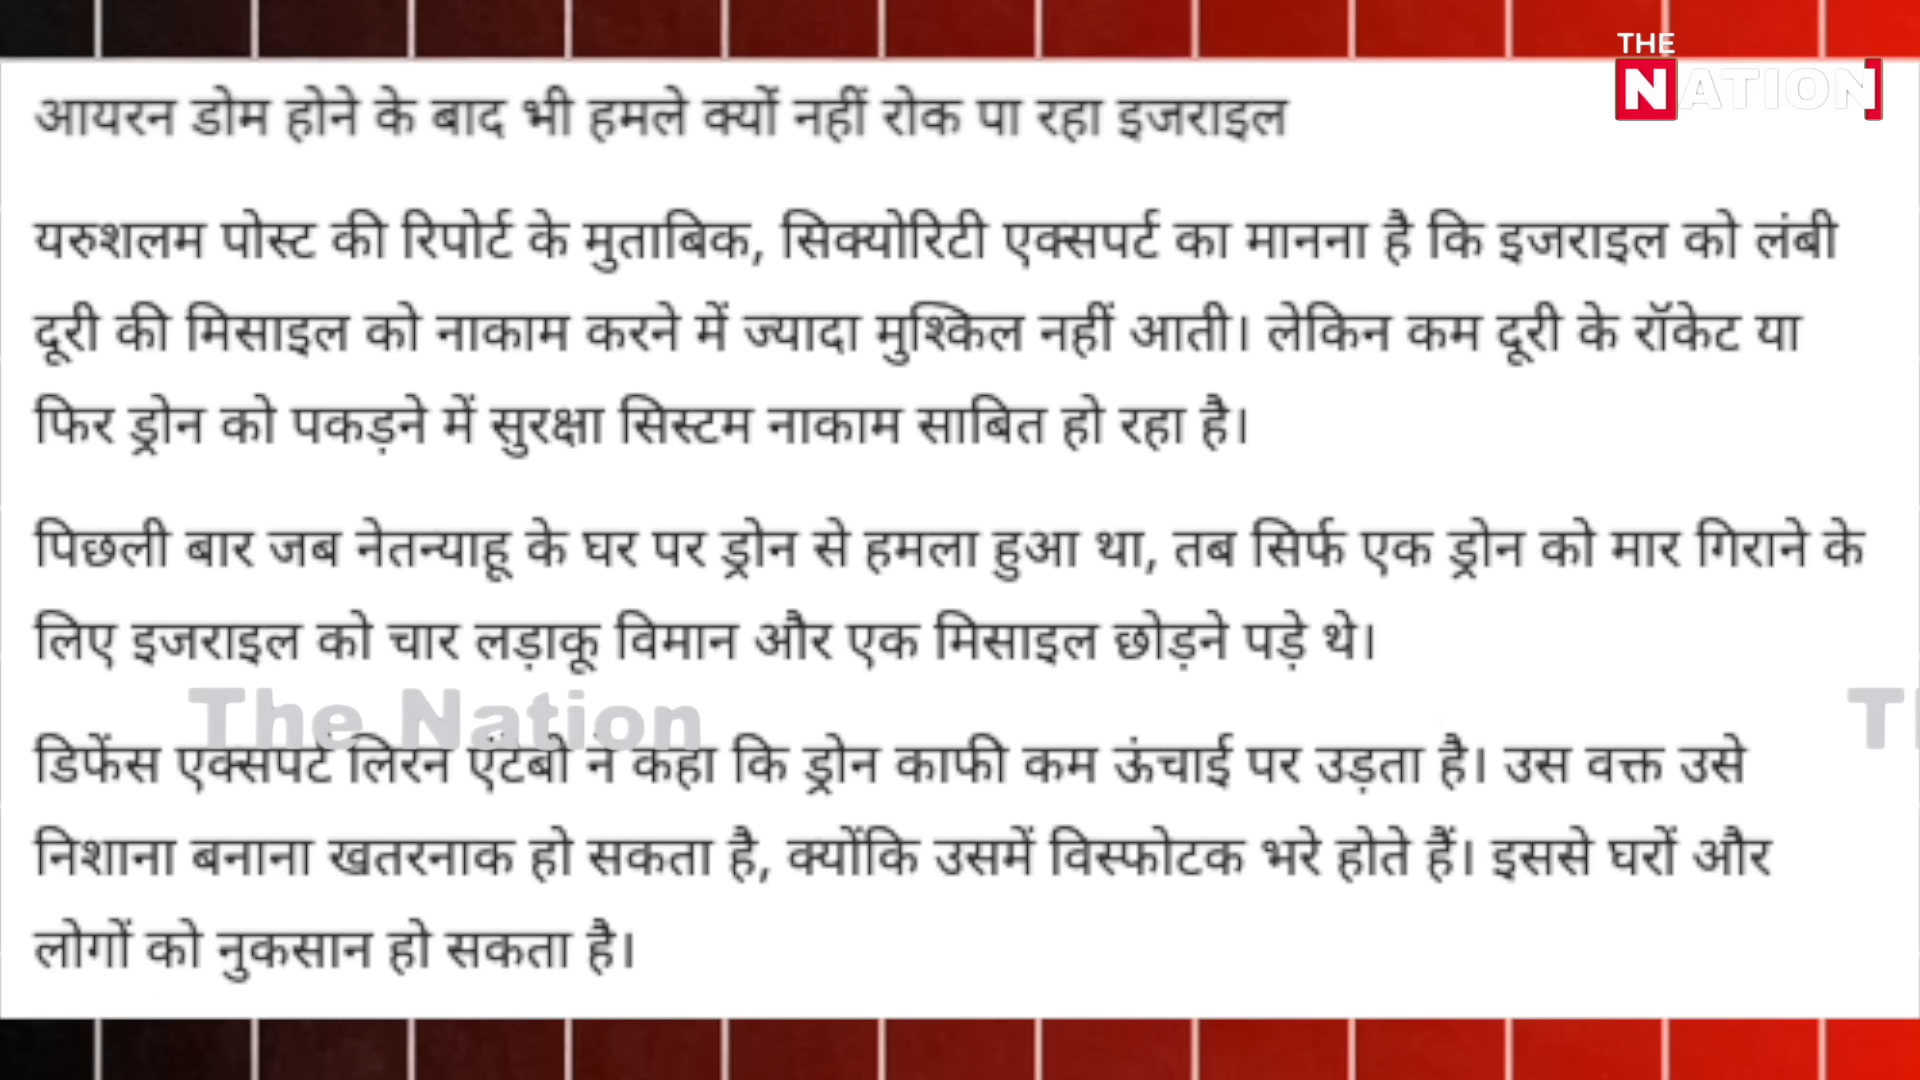 THE
NATION
आयरन डोम होने के बाद भी हमले क्यों नहीं रोक पा रहा इजराइल
यरुशलम पोस्ट की रिपोर्ट के मुताबिक, सिक्योरिटी एक्सपर्ट का मानना है कि इजराइल को लंबी
दूरी की मिसाइल को नाकाम करने में ज्यादा मुश्किल नहीं आती। लेकिन कम दूरी के रॉकेट या
फिर ड्रोन को पकड़ने में सुरक्षा सिस्टम नाकाम साबित हो रहा है।
पिछली बार जब नेतन्याहू के घर पर ड्रोन से हमला हुआ था, तब सिर्फ एक ड्रोन को मार गिराने के
लिए इजराइल को चार लड़ाकू विमान और एक मिसाइल छोड़ने पड़े थे।
The Nation
डिफेंस एक्सपर्ट लिरन एंटबी ने कहा कि ड्रोन काफी कम ऊंचाई पर उड़ता है। उस वक्त उसे
निशाना बनाना खतरनाक हो सकता है, क्योंकि उसमें विस्फोटक भरे होते हैं। इससे घरों और
लोगों को नुकसान हो सकता है।